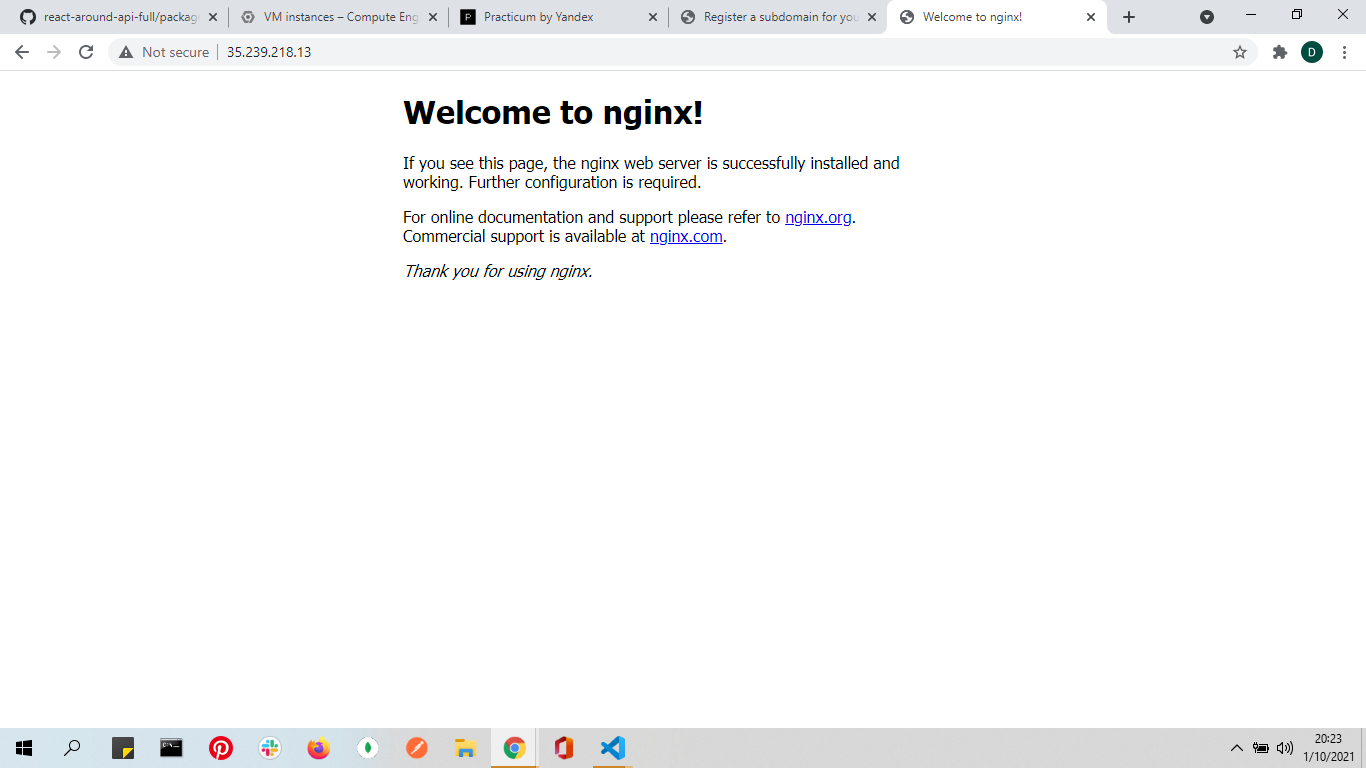 react-around-api-full/packag
VM instances – Compute Eng
Practicum by Yandex
Register a subdomain for you
Welcome to nginx!
Not secure
35.239.218.13
D
Welcome to nginx!
If you see this page, the nginx web server is successfully installed and
working. Further configuration is required.
For online documentation and support please refer to nginx.org.
Commercial support is available at nginx.com.
Thank you for using nginx.
20:23
1/10/2021